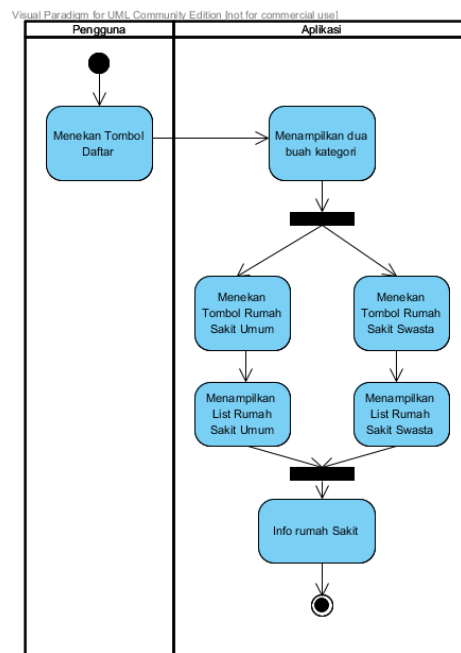 Visual Paradigm for UML Community Edition [not for commercial use]
Pengguna
Aplikasi
Menekan Tombol
Daftar
Menampilkan dua
buah kategori
Menekan
Tombol Rumah
Sakit Umum
Menekan
Tombol Rumah
Sakit Swasta
Menampilkan
List Rumah
Sakit Umum
Menampilkan
List Rumah
Sakit Swasta
Info rumah Sakit